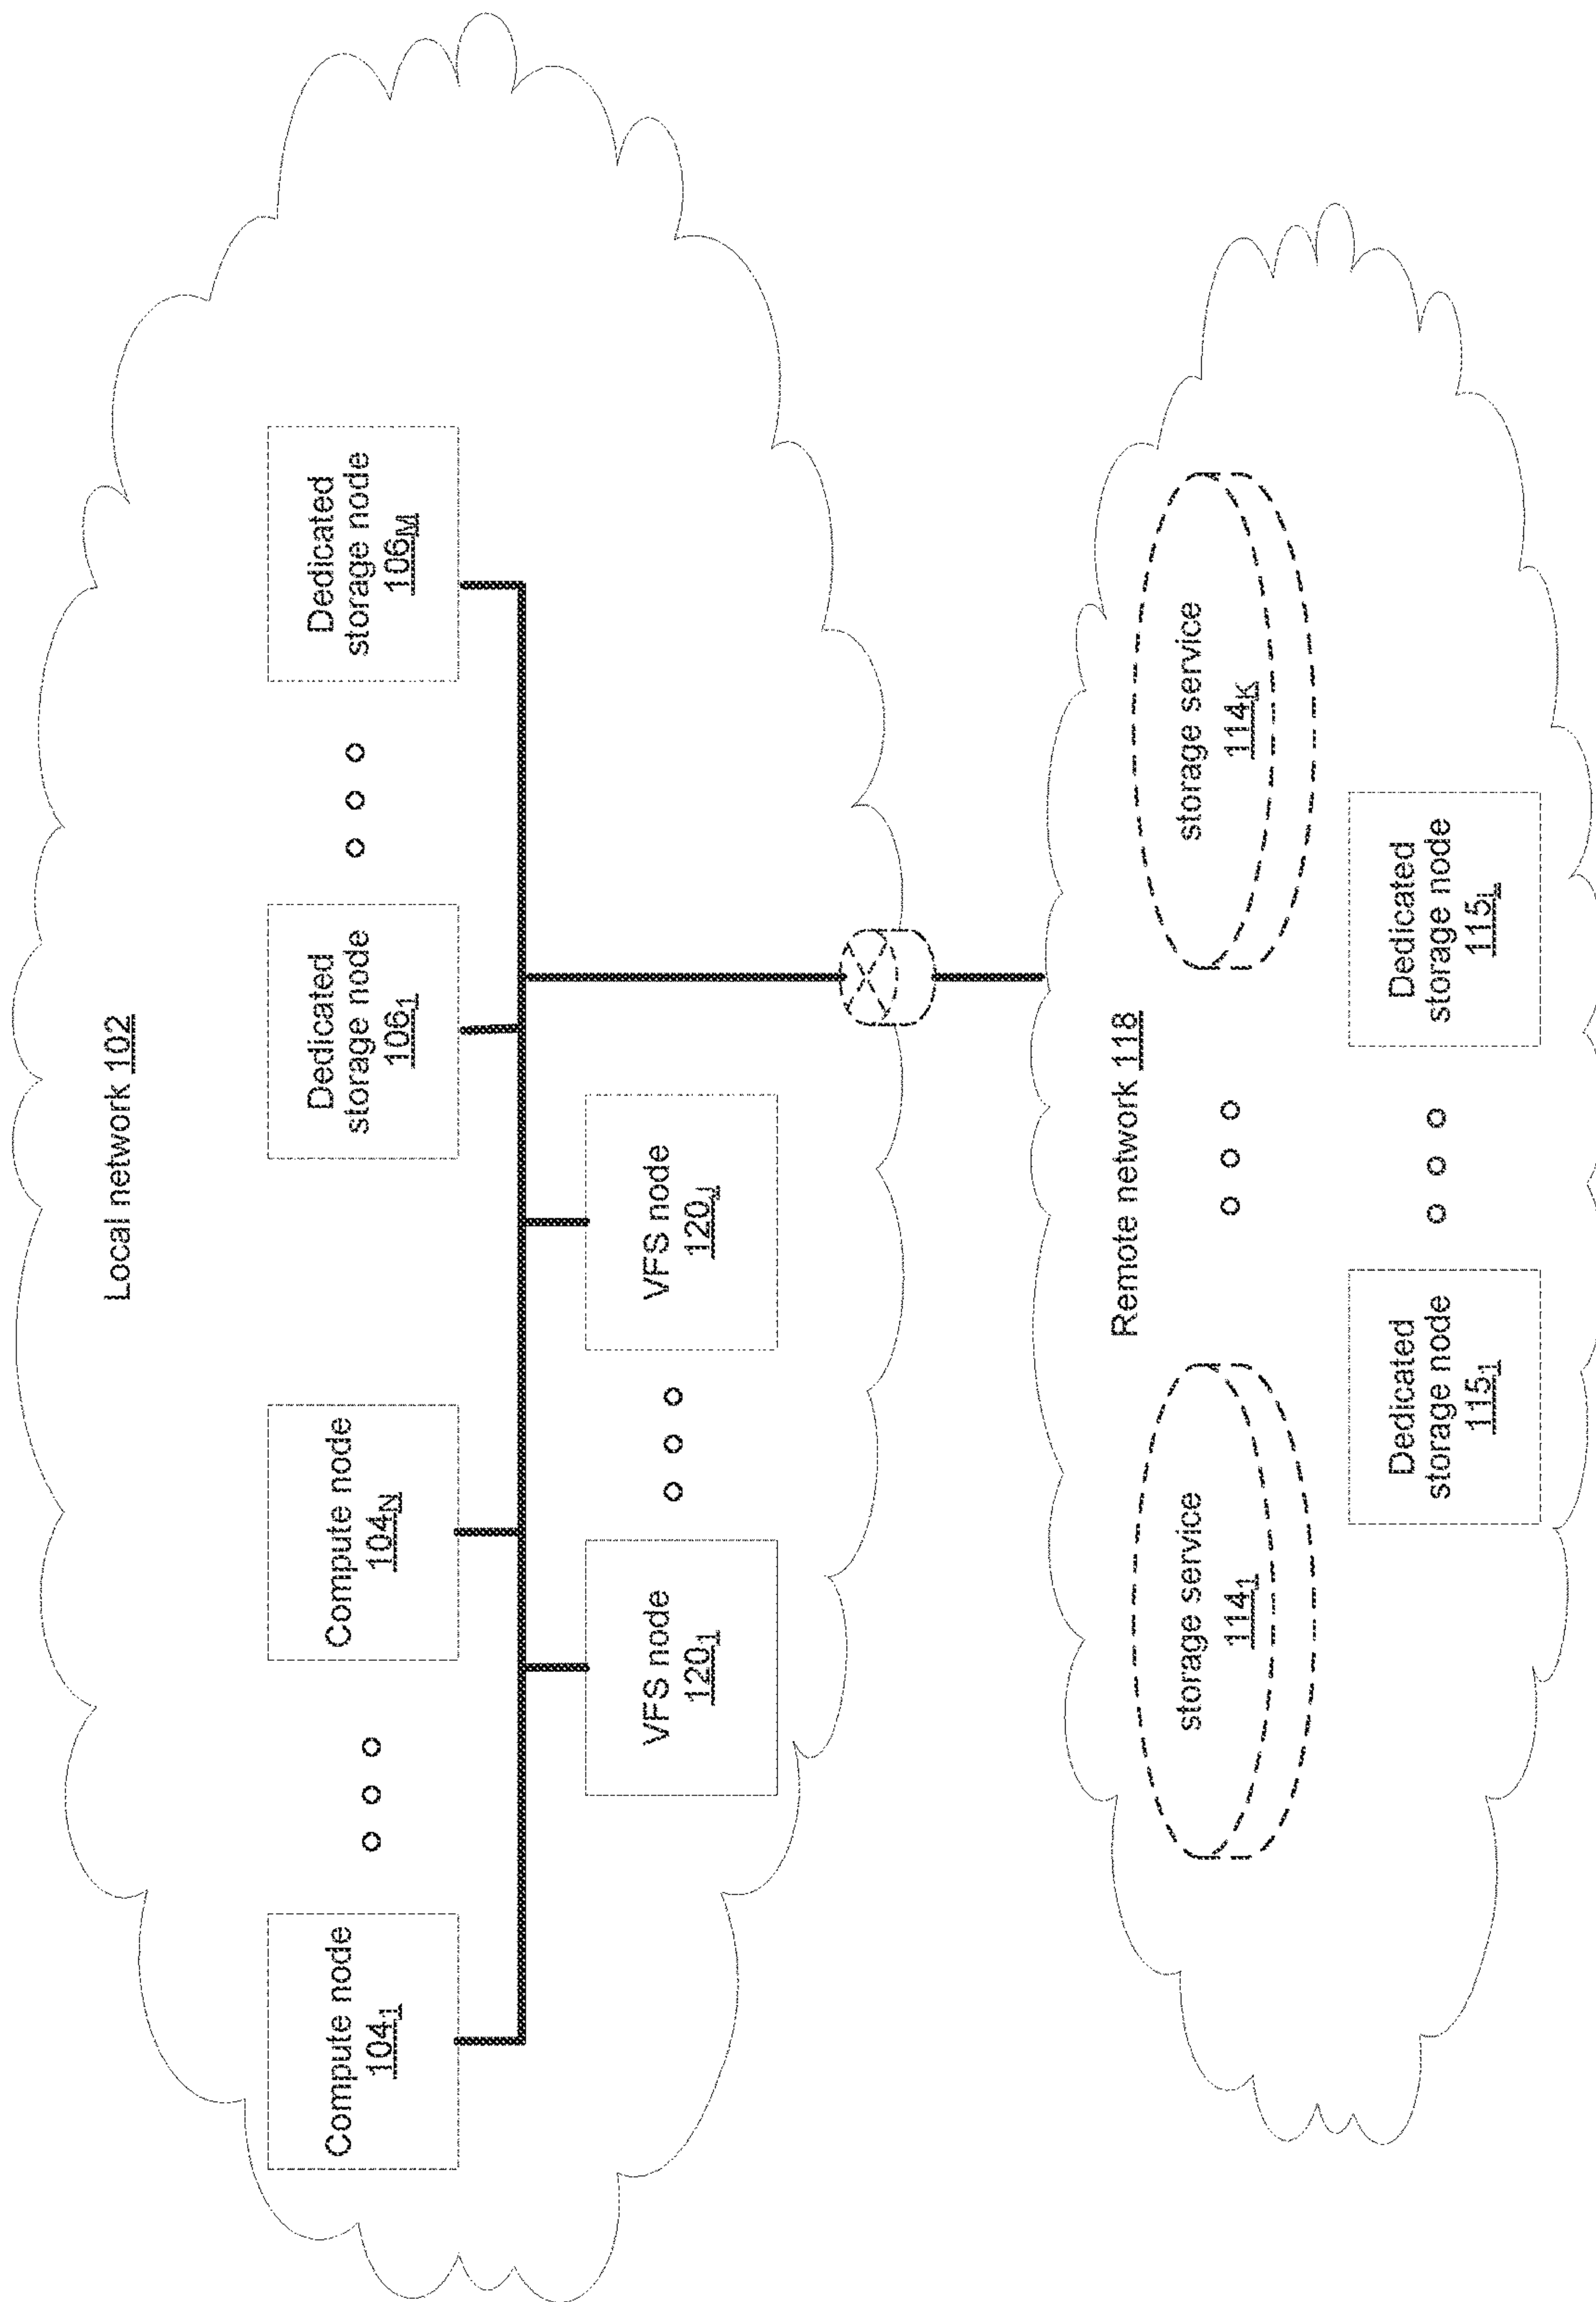 Local network 102
Compute node
104₁
Compute node
104N
Dedicated
storage node
106₁
Dedicated
storage node
106M
VFS node
120₁
VFS node
120J
Remote network 118
storage service
114₁
storage service
114K
Dedicated
storage node
115₁
Dedicated
storage node
115L